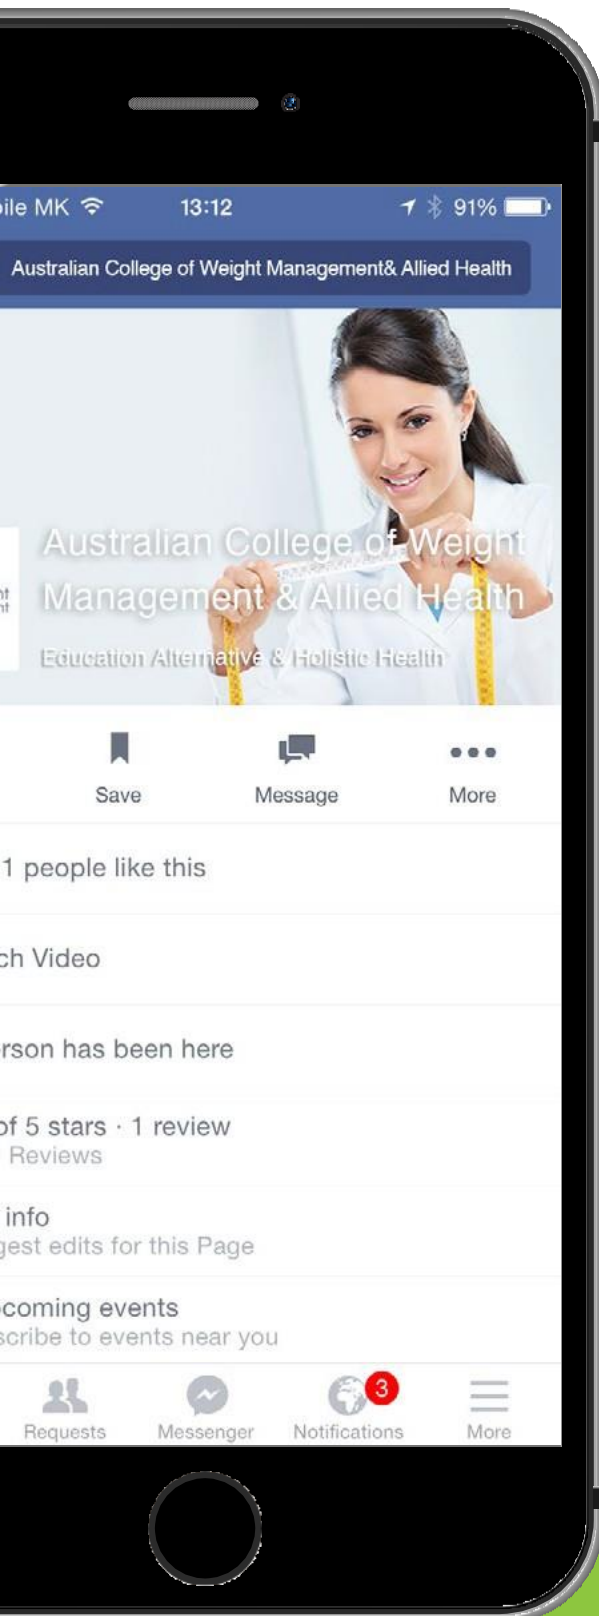 ile MK 13:12 91%
Australian College of Weight Management& Allied Health
Australian College of Weight
Management & Allied Health
Education Alternative & Holistic Health
Save Message More
1 people like this
ch Video
rson has been here
of 5 stars · 1 review
Reviews
info
gest edits for this Page
coming events
scribe to events near you
3
Requests Messenger Notifications More